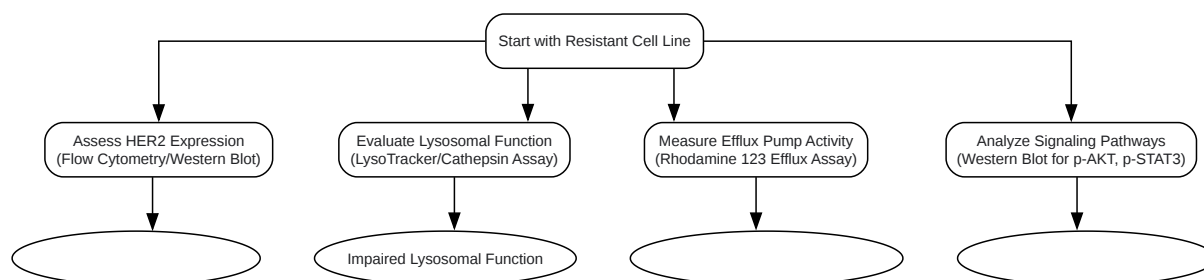 Start with Resistant Cell Line
Assess HER2 Expression
(Flow Cytometry/Western Blot)
Evaluate Lysosomal Function
(LysoTracker/Cathepsin Assay)
Measure Efflux Pump Activity
(Rhodamine 123 Efflux Assay)
Analyze Signaling Pathways
(Western Blot for p-AKT, p-STAT3)
Impaired Lysosomal Function